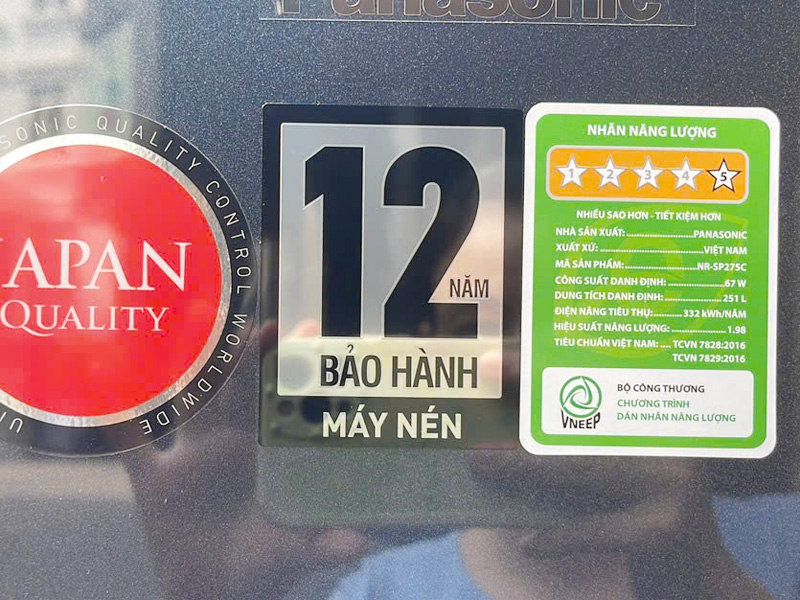 Panasonic
SONIC QUALITY CONTROL WORLDWIDE
JAPAN
QUALITY
12
NĂM
BẢO HÀNH
MÁY NÉN
NHÃN NĂNG LƯỢNG
1 2 3 4 5
NHIỀU SAO HƠN - TIẾT KIỆM HƠN
NHÀ SẢN XUẤT: PANASONIC
XUẤT XỨ: VIỆT NAM
MÃ SẢN PHẨM: NR-SP275C
CÔNG SUẤT DANH ĐỊNH: 67 W
DUNG TÍCH DANH ĐỊNH: 251 L
ĐIỆN NĂNG TIÊU THỤ: 332 kWh/NĂM
HIỆU SUẤT NĂNG LƯỢNG: 1.98
TIÊU CHUẨN VIỆT NAM: TCVN 7828:2016
TCVN 7829:2016
VNEEP
BỘ CÔNG THƯƠNG
CHƯƠNG TRÌNH
DÁN NHÃN NĂNG LƯỢNG